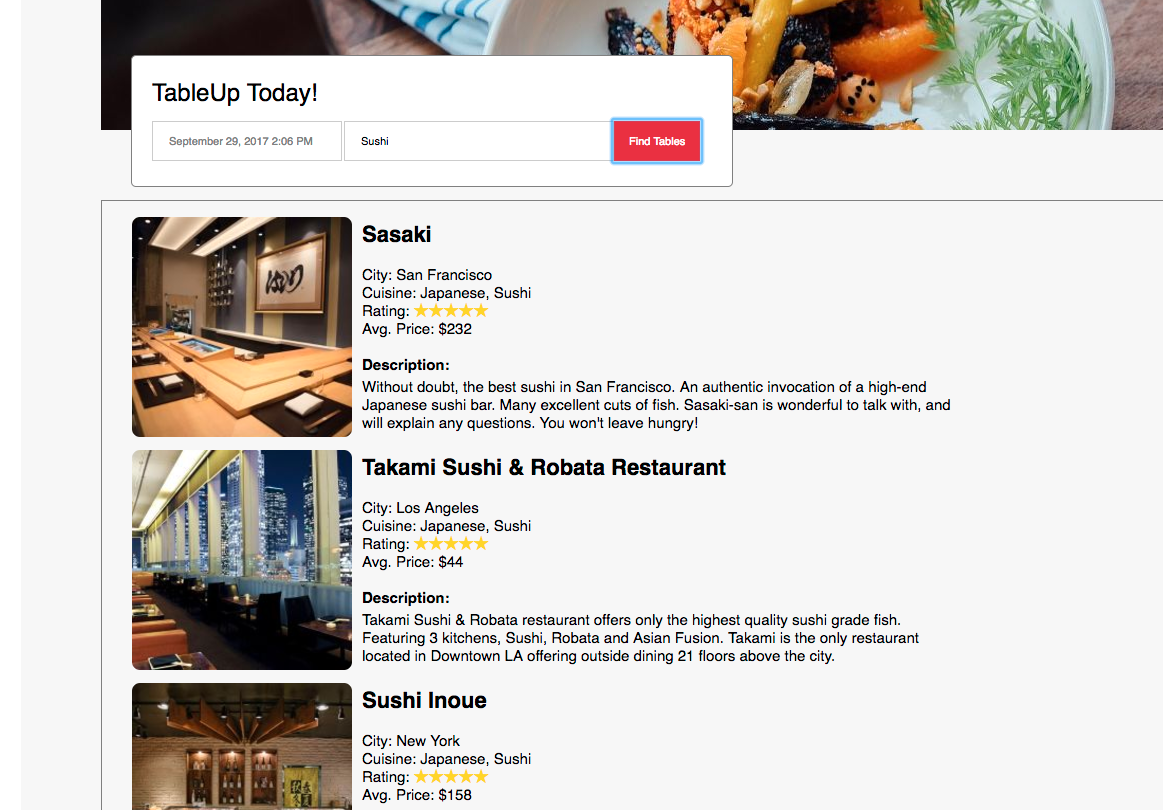 TableUp Today!
September 29, 2017 2:06 PM
Sushi
Find Tables
Sasaki
City: San Francisco
Cuisine: Japanese, Sushi
Rating: ★★★★★
Avg. Price: $232
Description:
Without doubt, the best sushi in San Francisco. An authentic invocation of a high-end
Japanese sushi bar. Many excellent cuts of fish. Sasaki-san is wonderful to talk with, and
will explain any questions. You won't leave hungry!
Takami Sushi & Robata Restaurant
City: Los Angeles
Cuisine: Japanese, Sushi
Rating: ★★★★★
Avg. Price: $44
Description:
Takami Sushi & Robata restaurant offers only the highest quality sushi grade fish.
Featuring 3 kitchens, Sushi, Robata and Asian Fusion. Takami is the only restaurant
located in Downtown LA offering outside dining 21 floors above the city.
Sushi Inoue
City: New York
Cuisine: Japanese, Sushi
Rating: ★★★★★
Avg. Price: $158